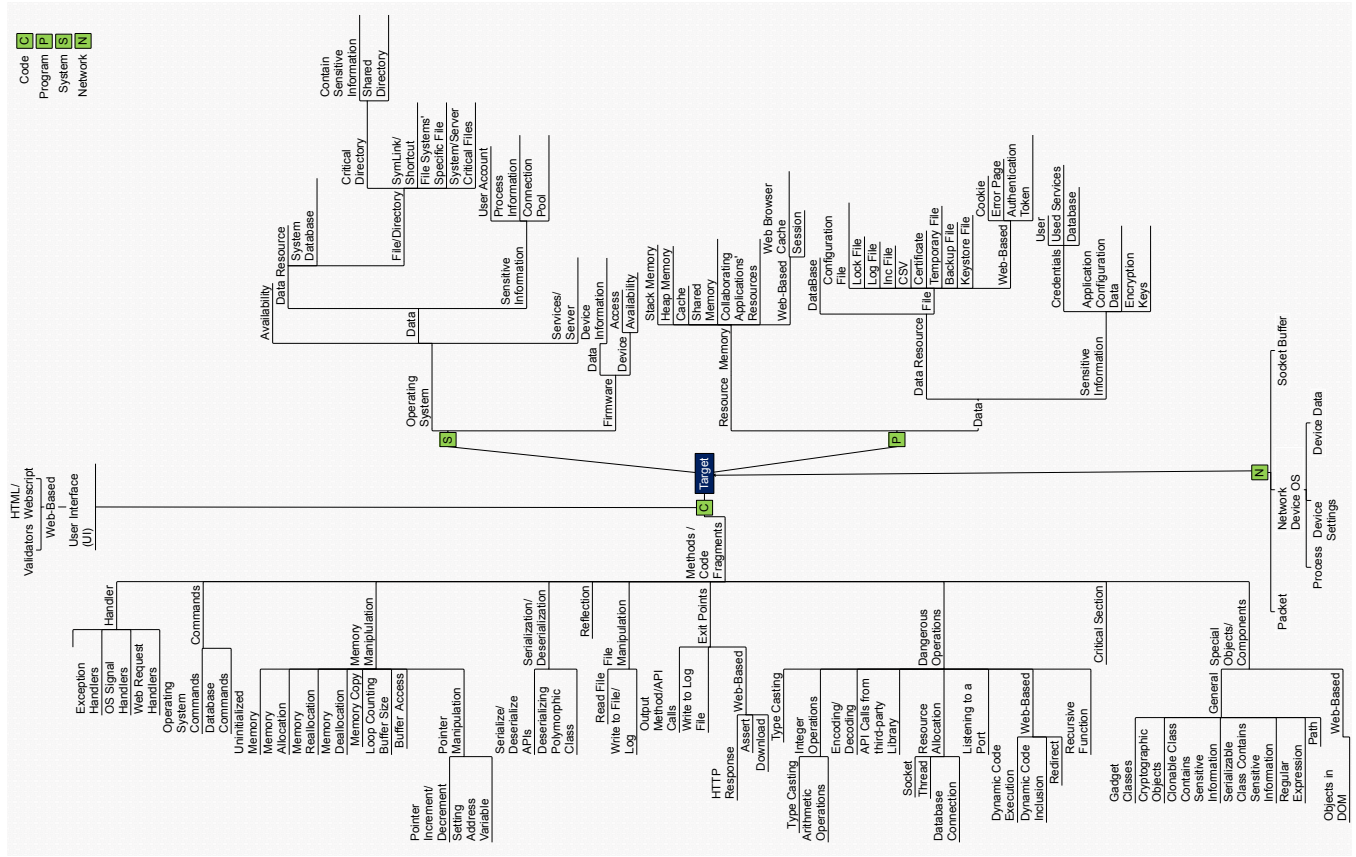 Code C
Program P
System S
Network N
Target
C
HTML/
Validators Webscript
Web-Based
User Interface
(UI)
Methods /
Code
Fragments
Handler
Exception
Handlers
OS Signal
Handlers
Web Request
Handlers
Commands
Operating
System
Commands
Database
Commands
Memory
Maniplulation
Uninitialized
Memory
Memory
Allocation
Memory
Reallocation
Memory
Deallocation
Memory Copy
Loop Counting
Buffer Size
Buffer Access
Pointer
Manipulation
Pointer
Increment/
Decrement
Setting
Address
Variable
Serialization/
Deserialization
Serialize/
Deserialize
APIs
Deserializing
Polymorphic
Class
Reflection
File
Manipulation
Read File
Write to File/
Log
Exit Points
Output
Method/API
Calls
Write to Log
File
Web-Based
HTTP
Response
Assert
Download
Dangerous
Operations
Type Casting
Integer
Operations
Type Casting
Arithmetic
Operations
Encoding/
Decoding
API Calls from
third-party
Library
Resource
Allocation
Socket
Thread
Database
Connection
Listening to a
Port
Web-Based
Dynamic Code
Execution
Dynamic Code
Inclusion
Redirect
Recursive
Function
Critical Section
Special
Objects/
Components
General
Gadget
Classes
Cryptographic
Objects
Clonable Class
Contains
Sensitive
Information
Serializable
Class Contains
Sensitive
Information
Regular
Expression
Path
Web-Based
Objects in
DOM
S
Operating
System
Availability
Data
Data Resource
System
Database
File/Directory
Critical
Directory
Contain
Sensitive
Information
Shared
Directory
SymLink/
Shortcut
File Systems'
Specific File
System/Server
Critical Files
Sensitive
Information
User Account
Process
Information
Connection
Pool
Services/
Server
Firmware
Data
Device
Information
Device
Access
Availability
P
Resource Memory
Stack Memory
Heap Memory
Cache
Shared
Memory
Collaborating
Applications'
Resources
Web-Based
Web Browser
Cache
Session
Data
Data Resource
DataBase
File
Configuration
File
Lock File
Log File
Inc File
CSV
Certificate
Temporary File
Backup File
Keystore File
Web-Based
Cookie
Error Page
Authentication
Token
Sensitive
Information
Credentials
User
Used Services
Database
Application
Configuration
Data
Encryption
Keys
N
Packet
Network
Device OS
Process
Device
Settings
Device Data
Socket Buffer